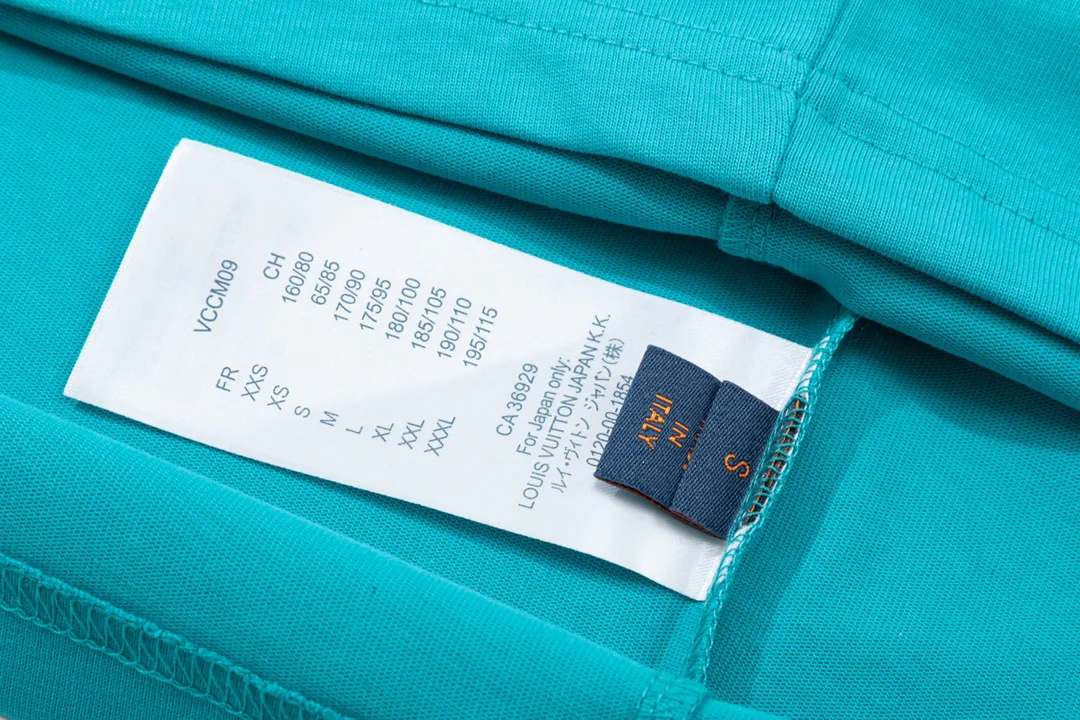 VCCM09
FR CH
XXS 160/80
XS 65/85
S 170/90
M 175/95
L 180/100
XL 185/105
XXL 190/110
XXXL 195/115
CA 36929
For Japan only:
LOUIS VUITTON JAPAN K.K.
ルイ・ヴィトン ジャパン(株)
0120-00-1854
IN
ITALY
S